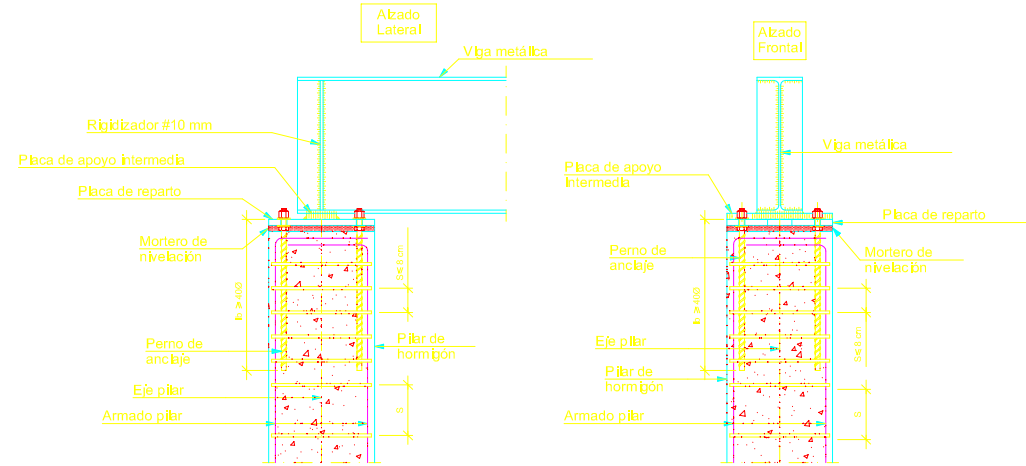 Alzado
Lateral
Viga metálica
Rigidizador #10 mm
Placa de apoyo intermedia
Placa de reparto
Mortero de
nivelación
Perno de
anclaje
Pilar de
hormigón
Eje pilar
Armado pilar
S
Alzado
Frontal
Viga metálica
Placa de apoyo
intermedia
Placa de reparto
Perno de
anclaje
Mortero de
nivelación
Eje pilar
Pilar de
hormigón
Armado pilar
S